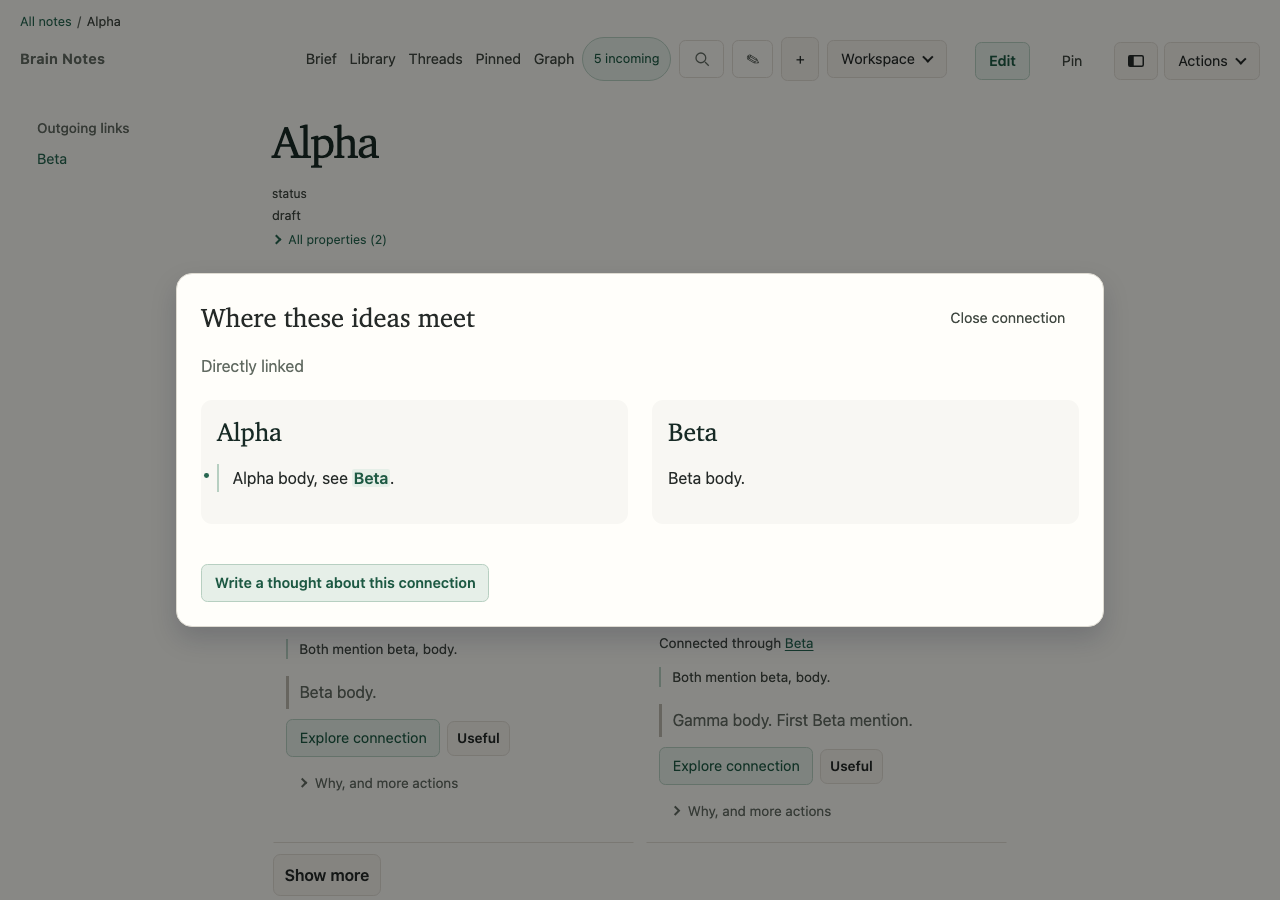 All notes / Alpha
Brain Notes
Brief Library Threads Pinned Graph 5 incoming + Workspace Edit Pin Actions
Outgoing links
Beta
Alpha
status
draft
All properties (2)
Where these ideas meet
Close connection
Directly linked
Alpha
Alpha body, see Beta.
Beta
Beta body.
Write a thought about this connection
Both mention beta, body.
Beta body.
Explore connection Useful
Why, and more actions
Connected through Beta
Both mention beta, body.
Gamma body. First Beta mention.
Explore connection Useful
Why, and more actions
Show more